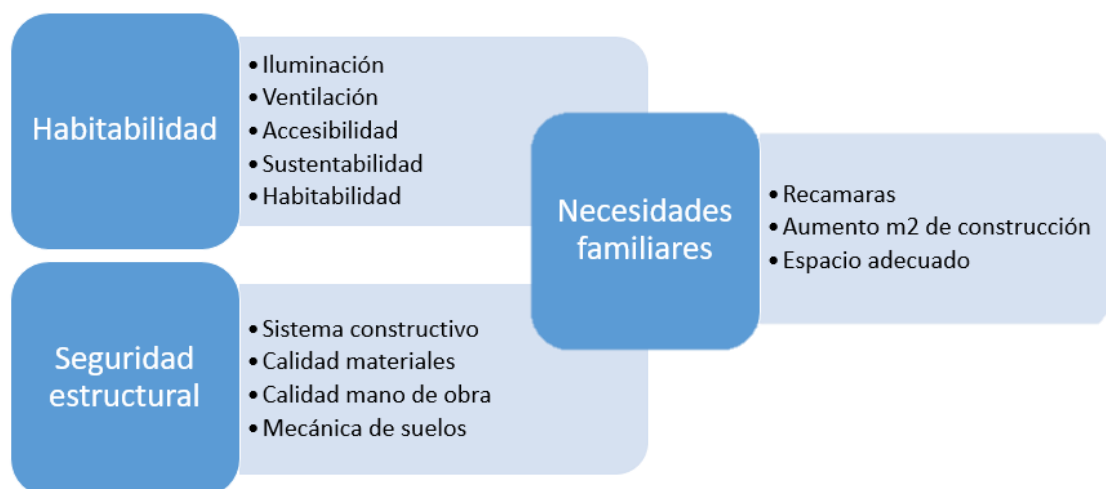 Habitabilidad
• Iluminación
• Ventilación
• Accesibilidad
• Sustentabilidad
• Habitabilidad
Seguridad
estructural
• Sistema constructivo
• Calidad materiales
• Calidad mano de obra
• Mecánica de suelos
Necesidades
familiares
• Recamaras
• Aumento m2 de construcción
• Espacio adecuado